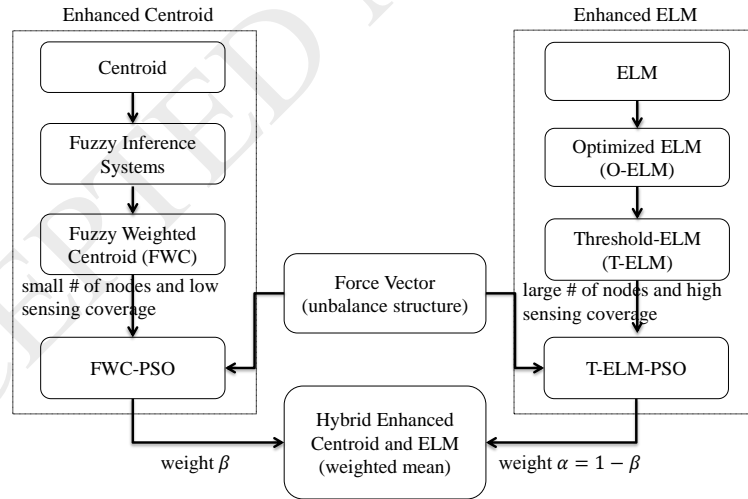 Enhanced Centroid
Centroid
Fuzzy Inference
Systems
Fuzzy Weighted
Centroid (FWC)
small # of nodes and low
sensing coverage
FWC-PSO
Force Vector
(unbalance structure)
Enhanced ELM
ELM
Optimized ELM
(O-ELM)
Threshold-ELM
(T-ELM)
large # of nodes and high
sensing coverage
T-ELM-PSO
Hybrid Enhanced
Centroid and ELM
(weighted mean)
weight β
weight α = 1 − β